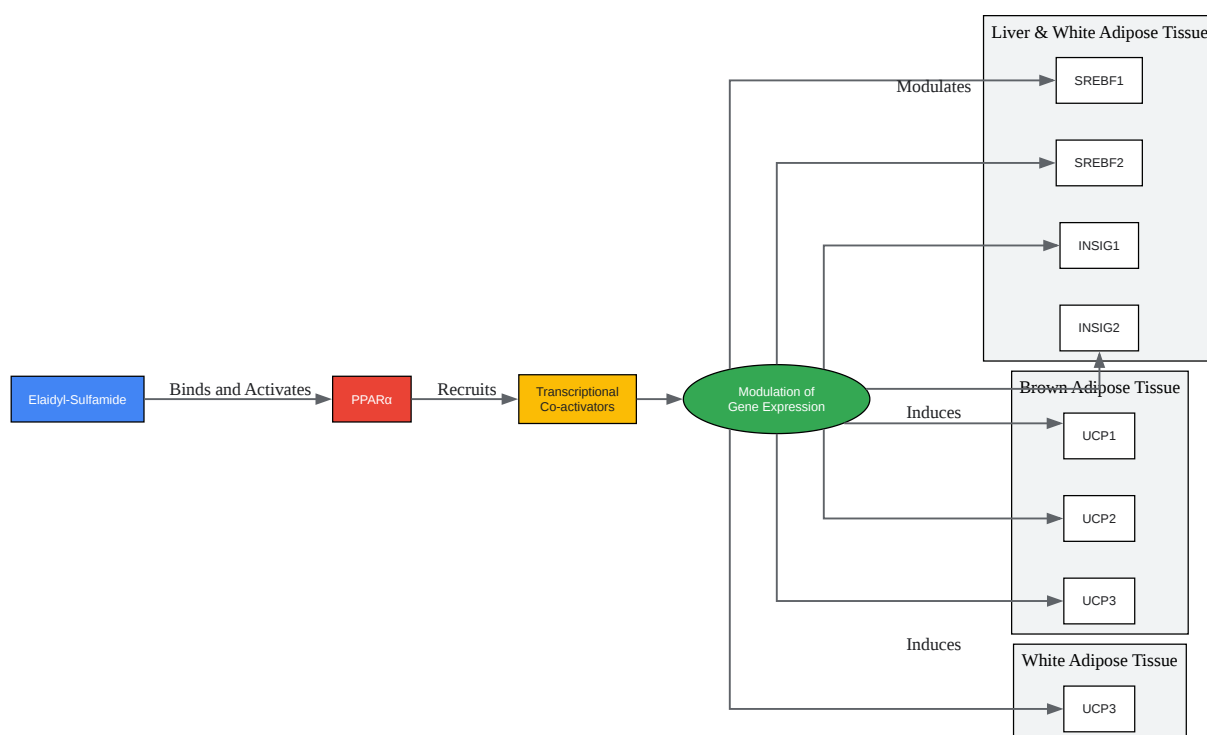 Liver & White Adipose Tissue
SREBF1
Modulates
SREBF2
INSIG1
INSIG2
Elaidyl-Sulfamide
Binds and Activates
PPARα
Recruits
Transcriptional
Co-activators
Modulation of
Gene Expression
Brown Adipose Tissue
Induces
UCP1
UCP2
UCP3
Induces
White Adipose Tissue
UCP3